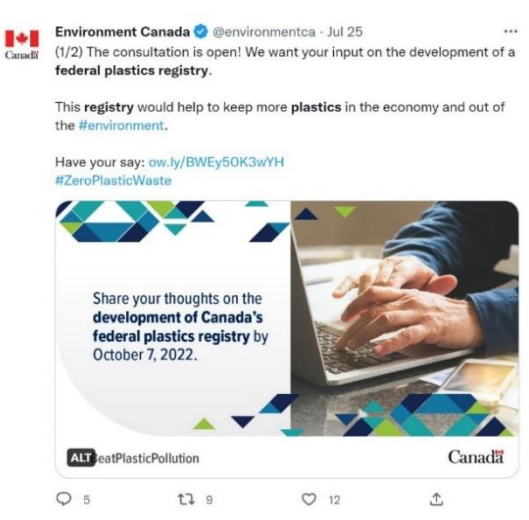 Environment Canada @environmentca · Jul 25 ...
Canada
(1/2) The consultation is open! We want your input on the development of a
federal plastics registry.
This registry would help to keep more plastics in the economy and out of
the #environment.
Have your say: ow.ly/BWEy50K3wYH
#ZeroPlasticWaste
Share your thoughts on the
development of Canada's
federal plastics registry by
October 7, 2022.
ALT eatPlasticPollution
Canada
5 9 12